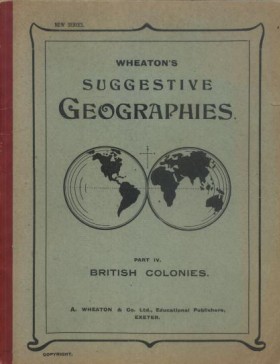 NEW SERIES.
WHEATON'S
SUGGESTIVE
GEOGRAPHIES.
PART IV.
BRITISH COLONIES.
A. WHEATON & Co. Ltd., Educational Publishers,
EXETER.
COPYRIGHT.